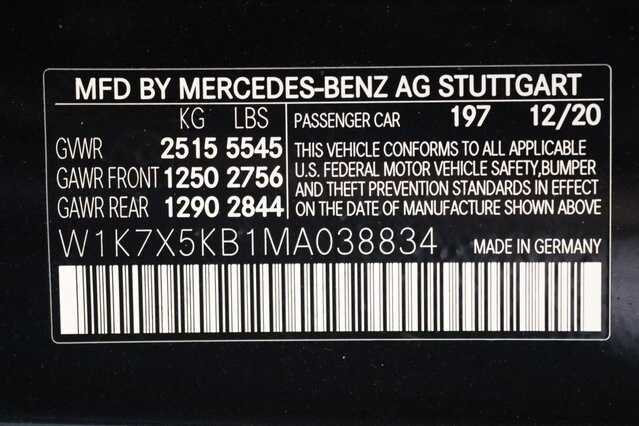 MFD BY MERCEDES-BENZ AG STUTTGART
KG LBS
GVWR 2515 5545
GAWR FRONT 1250 2756
GAWR REAR 1290 2844
PASSENGER CAR 197 12/20
THIS VEHICLE CONFORMS TO ALL APPLICABLE
U.S. FEDERAL MOTOR VEHICLE SAFETY,BUMPER
AND THEFT PREVENTION STANDARDS IN EFFECT
ON THE DATE OF MANUFACTURE SHOWN ABOVE
W1K7X5KB1MA038834 MADE IN GERMANY